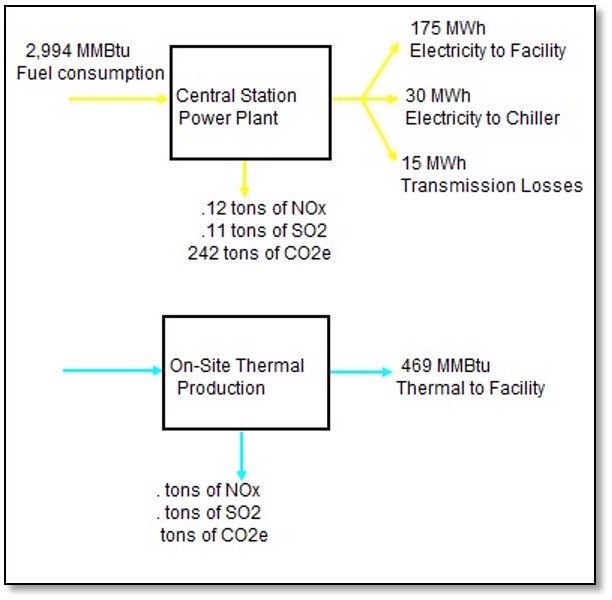 2,994 MMBtu
Fuel consumption
Central Station
Power Plant
175 MWh
Electricity to Facility
30 MWh
Electricity to Chiller
15 MWh
Transmission Losses
.12 tons of NOx
.11 tons of SO2
242 tons of CO2e
On-Site Thermal
Production
469 MMBtu
Thermal to Facility
. tons of NOx
. tons of SO2
tons of CO2e